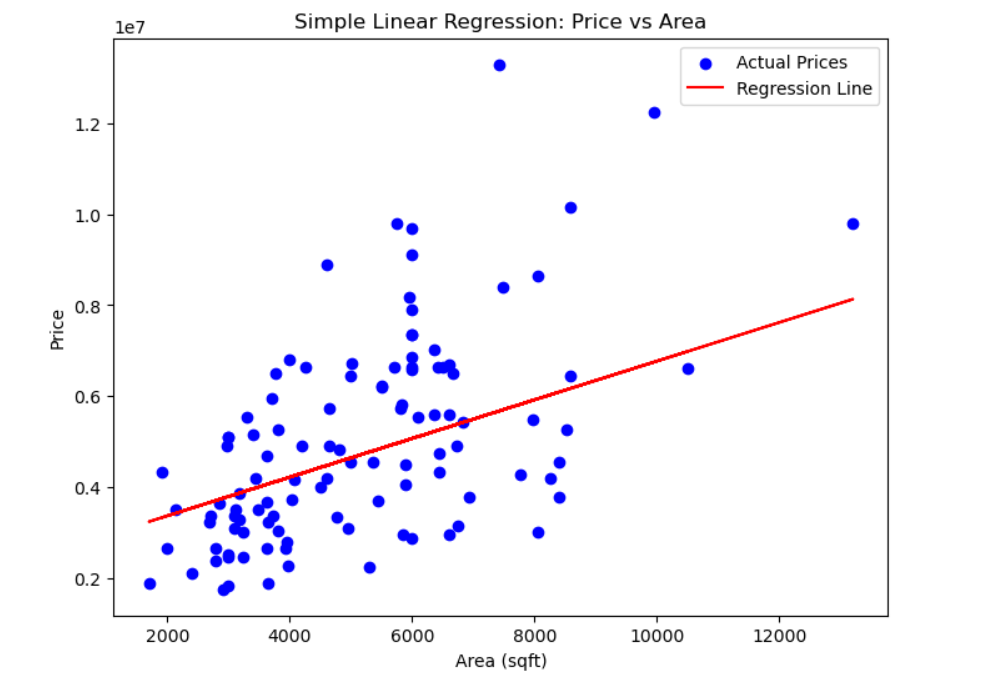 Simple Linear Regression: Price vs Area
1e7
Actual Prices
Regression Line
1.2
1.0
0.8
0.6
0.4
0.2
Price
2000 4000 6000 8000 10000 12000
Area (sqft)